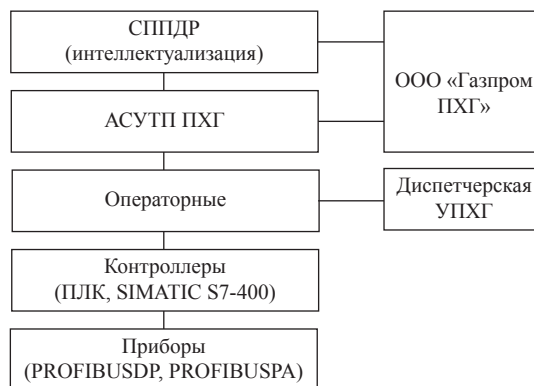 СППДР
(интеллектуализация)
ООО «Газпром
ПХГ»
АСУТП ПХГ
Операторные
Диспетчерская
УПХГ
Контроллеры
(ПЛК, SIMATIC S7-400)
Приборы
(PROFIBUSDP, PROFIBUSPA)